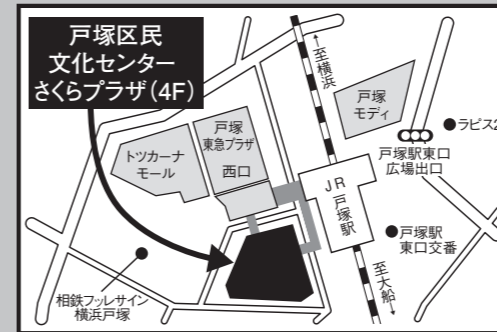 戸塚区民
文化センター
さくらプラザ(4F)
←至横浜
戸塚
モディ
ラピス2
戸塚駅東口
広場出口
戸塚
東急プラザ
西口
トツカーナ
モール
JR
戸塚駅
戸塚駅
東口交番
至大船→
相鉄フレッサイン
横浜戸塚